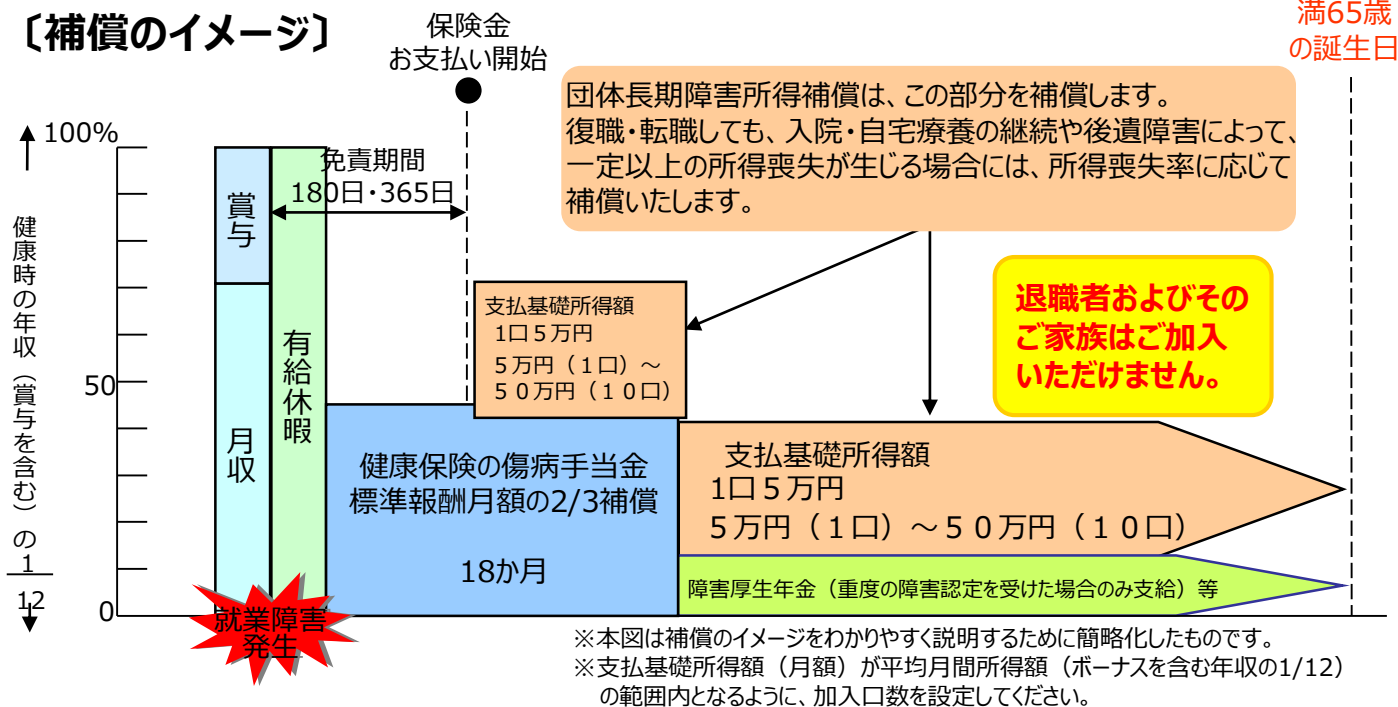 〔補償のイメージ〕
保険金
お支払い開始
満65歳
の誕生日
団体長期障害所得補償は、この部分を補償します。
復職・転職しても、入院・自宅療養の継続や後遺障害によって、
一定以上の所得喪失が生じる場合には、所得喪失率に応じて
補償いたします。
100%
50
0
健康時の年収（賞与を含む）の
1
12
免責期間
180日・365日
賞与
月収
有給休暇
支払基礎所得額
1口５万円
５万円（１口）～
５０万円（１０口）
退職者およびその
ご家族はご加入
いただけません。
健康保険の傷病手当金
標準報酬月額の2/3補償
18か月
支払基礎所得額
1口５万円
５万円（１口）～５０万円（１０口）
障害厚生年金（重度の障害認定を受けた場合のみ支給）等
就業障害
発生
※本図は補償のイメージをわかりやすく説明するために簡略化したものです。
※支払基礎所得額（月額）が平均月間所得額（ボーナスを含む年収の1/12）
の範囲内となるように、加入口数を設定してください。